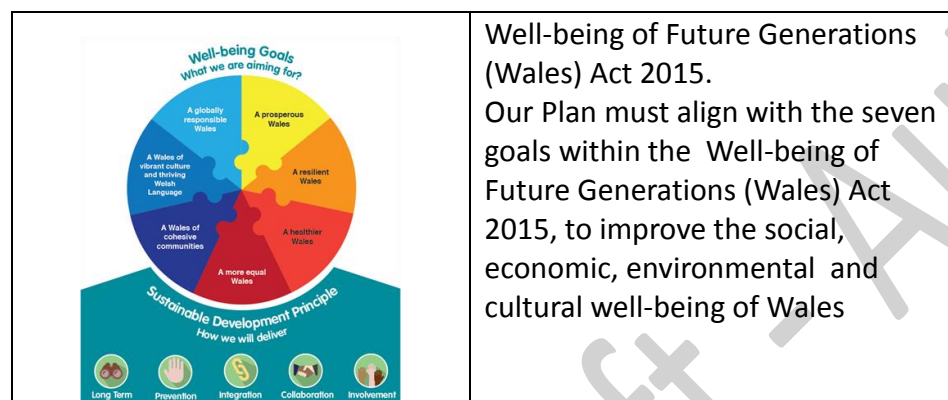 Well-being Goals
What we are aiming for?
A globally
responsible
Wales
A prosperous
Wales
A Wales of
vibrant culture
and thriving
Welsh
Language
A resilient
Wales
A Wales of
cohesive
communities
A healthier
Wales
A more equal
Wales
Sustainable Development Principle
How we will deliver
Long Term
Prevention
Integration
Collaboration
Involvement
Well-being of Future Generations
(Wales) Act 2015.
Our Plan must align with the seven
goals within the Well-being of
Future Generations (Wales) Act
2015, to improve the social,
economic, environmental and
cultural well-being of Wales